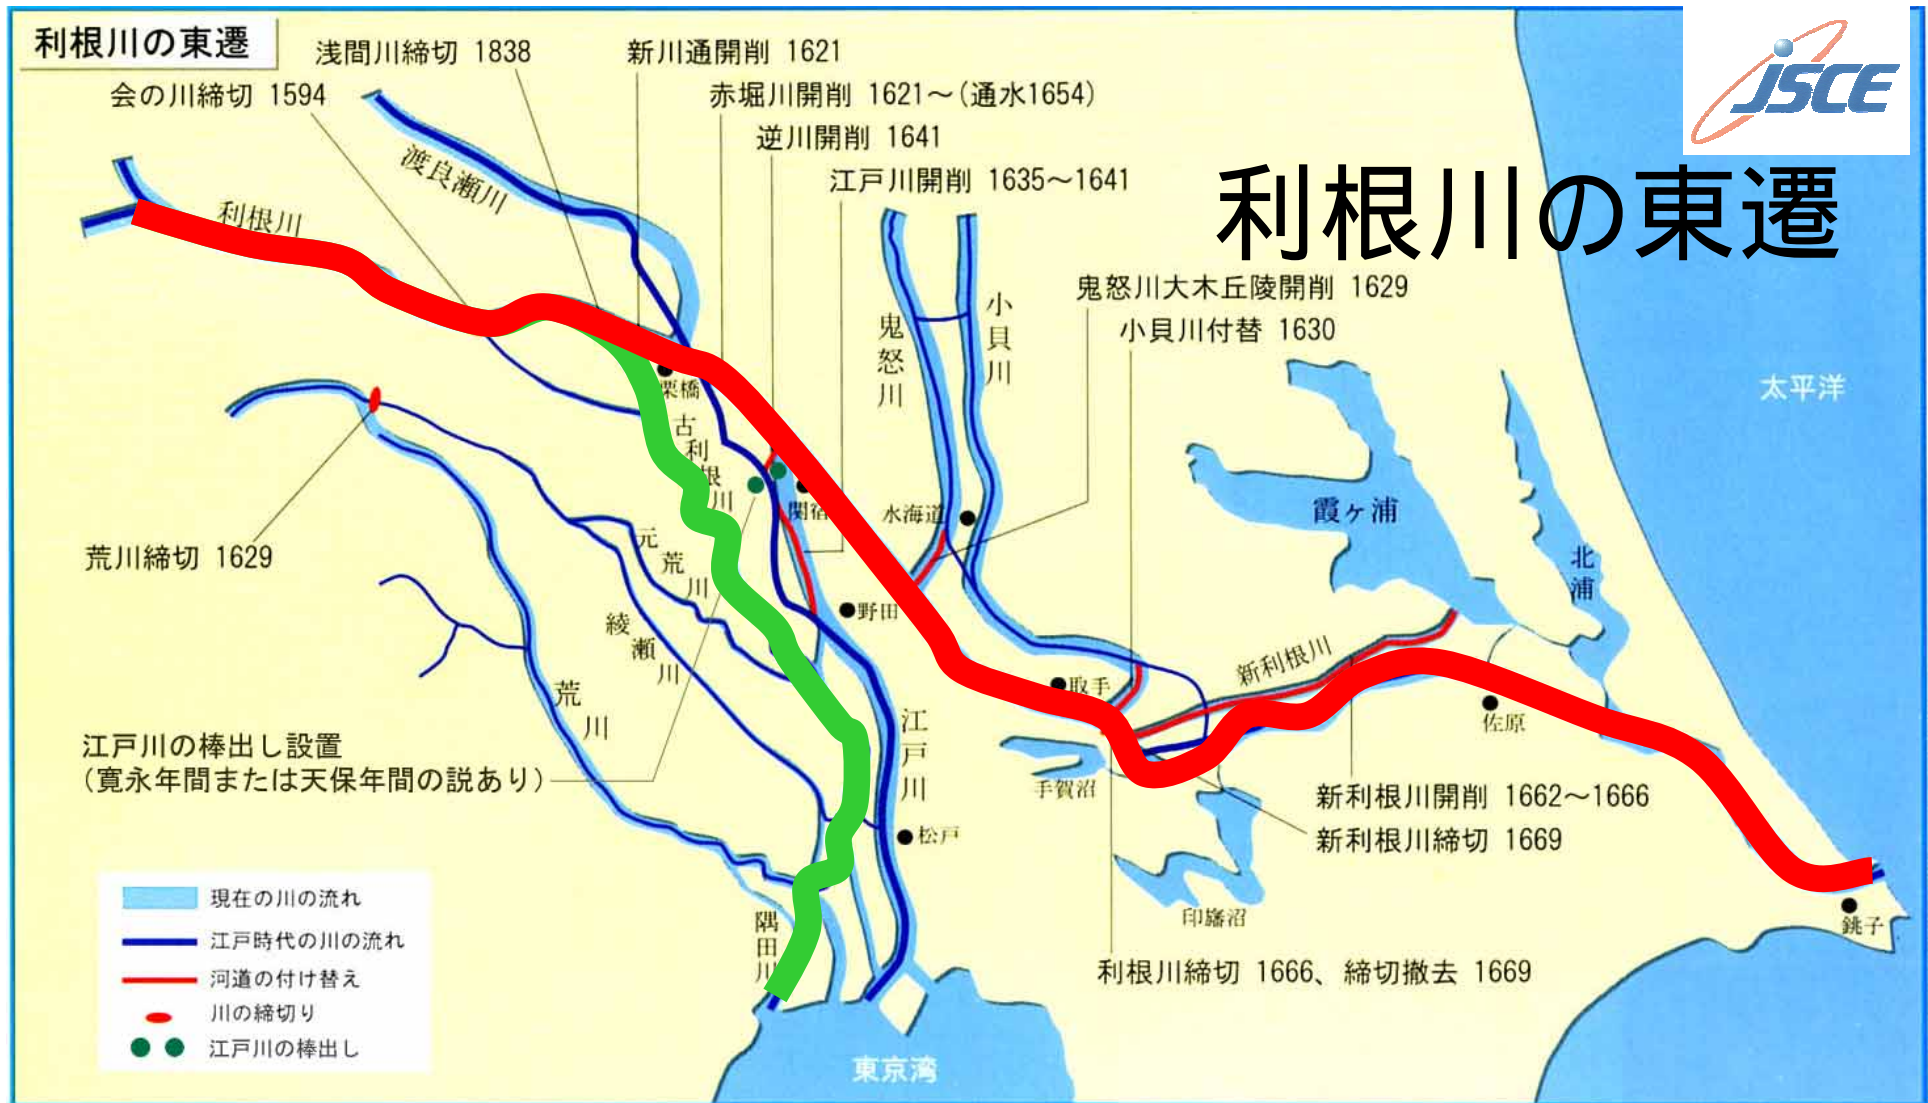 利根川の東遷
浅間川締切 1838
新川通開削 1621
会の川締切 1594
赤堀川開削 1621～(通水1654)
逆川開削 1641
江戸川開削 1635～1641
JSCE
利根川の東遷
渡良瀬川
利根川
鬼怒川大木丘陵開削 1629
小貝川付替 1630
鬼怒川
小貝川
太平洋
栗橋
古利根川
関宿
水海道
霞ヶ浦
北浦
荒川締切 1629
元荒川
綾瀬川
野田
新利根川
取手
佐原
荒川
江戸川
江戸川の棒出し設置
(寛永年間または天保年間の説あり)
手賀沼
新利根川開削 1662～1666
新利根川締切 1669
松戸
印旛沼
銚子
隅田川
利根川締切 1666、締切撤去 1669
東京湾
現在の川の流れ
江戸時代の川の流れ
河道の付け替え
川の締切り
江戸川の棒出し